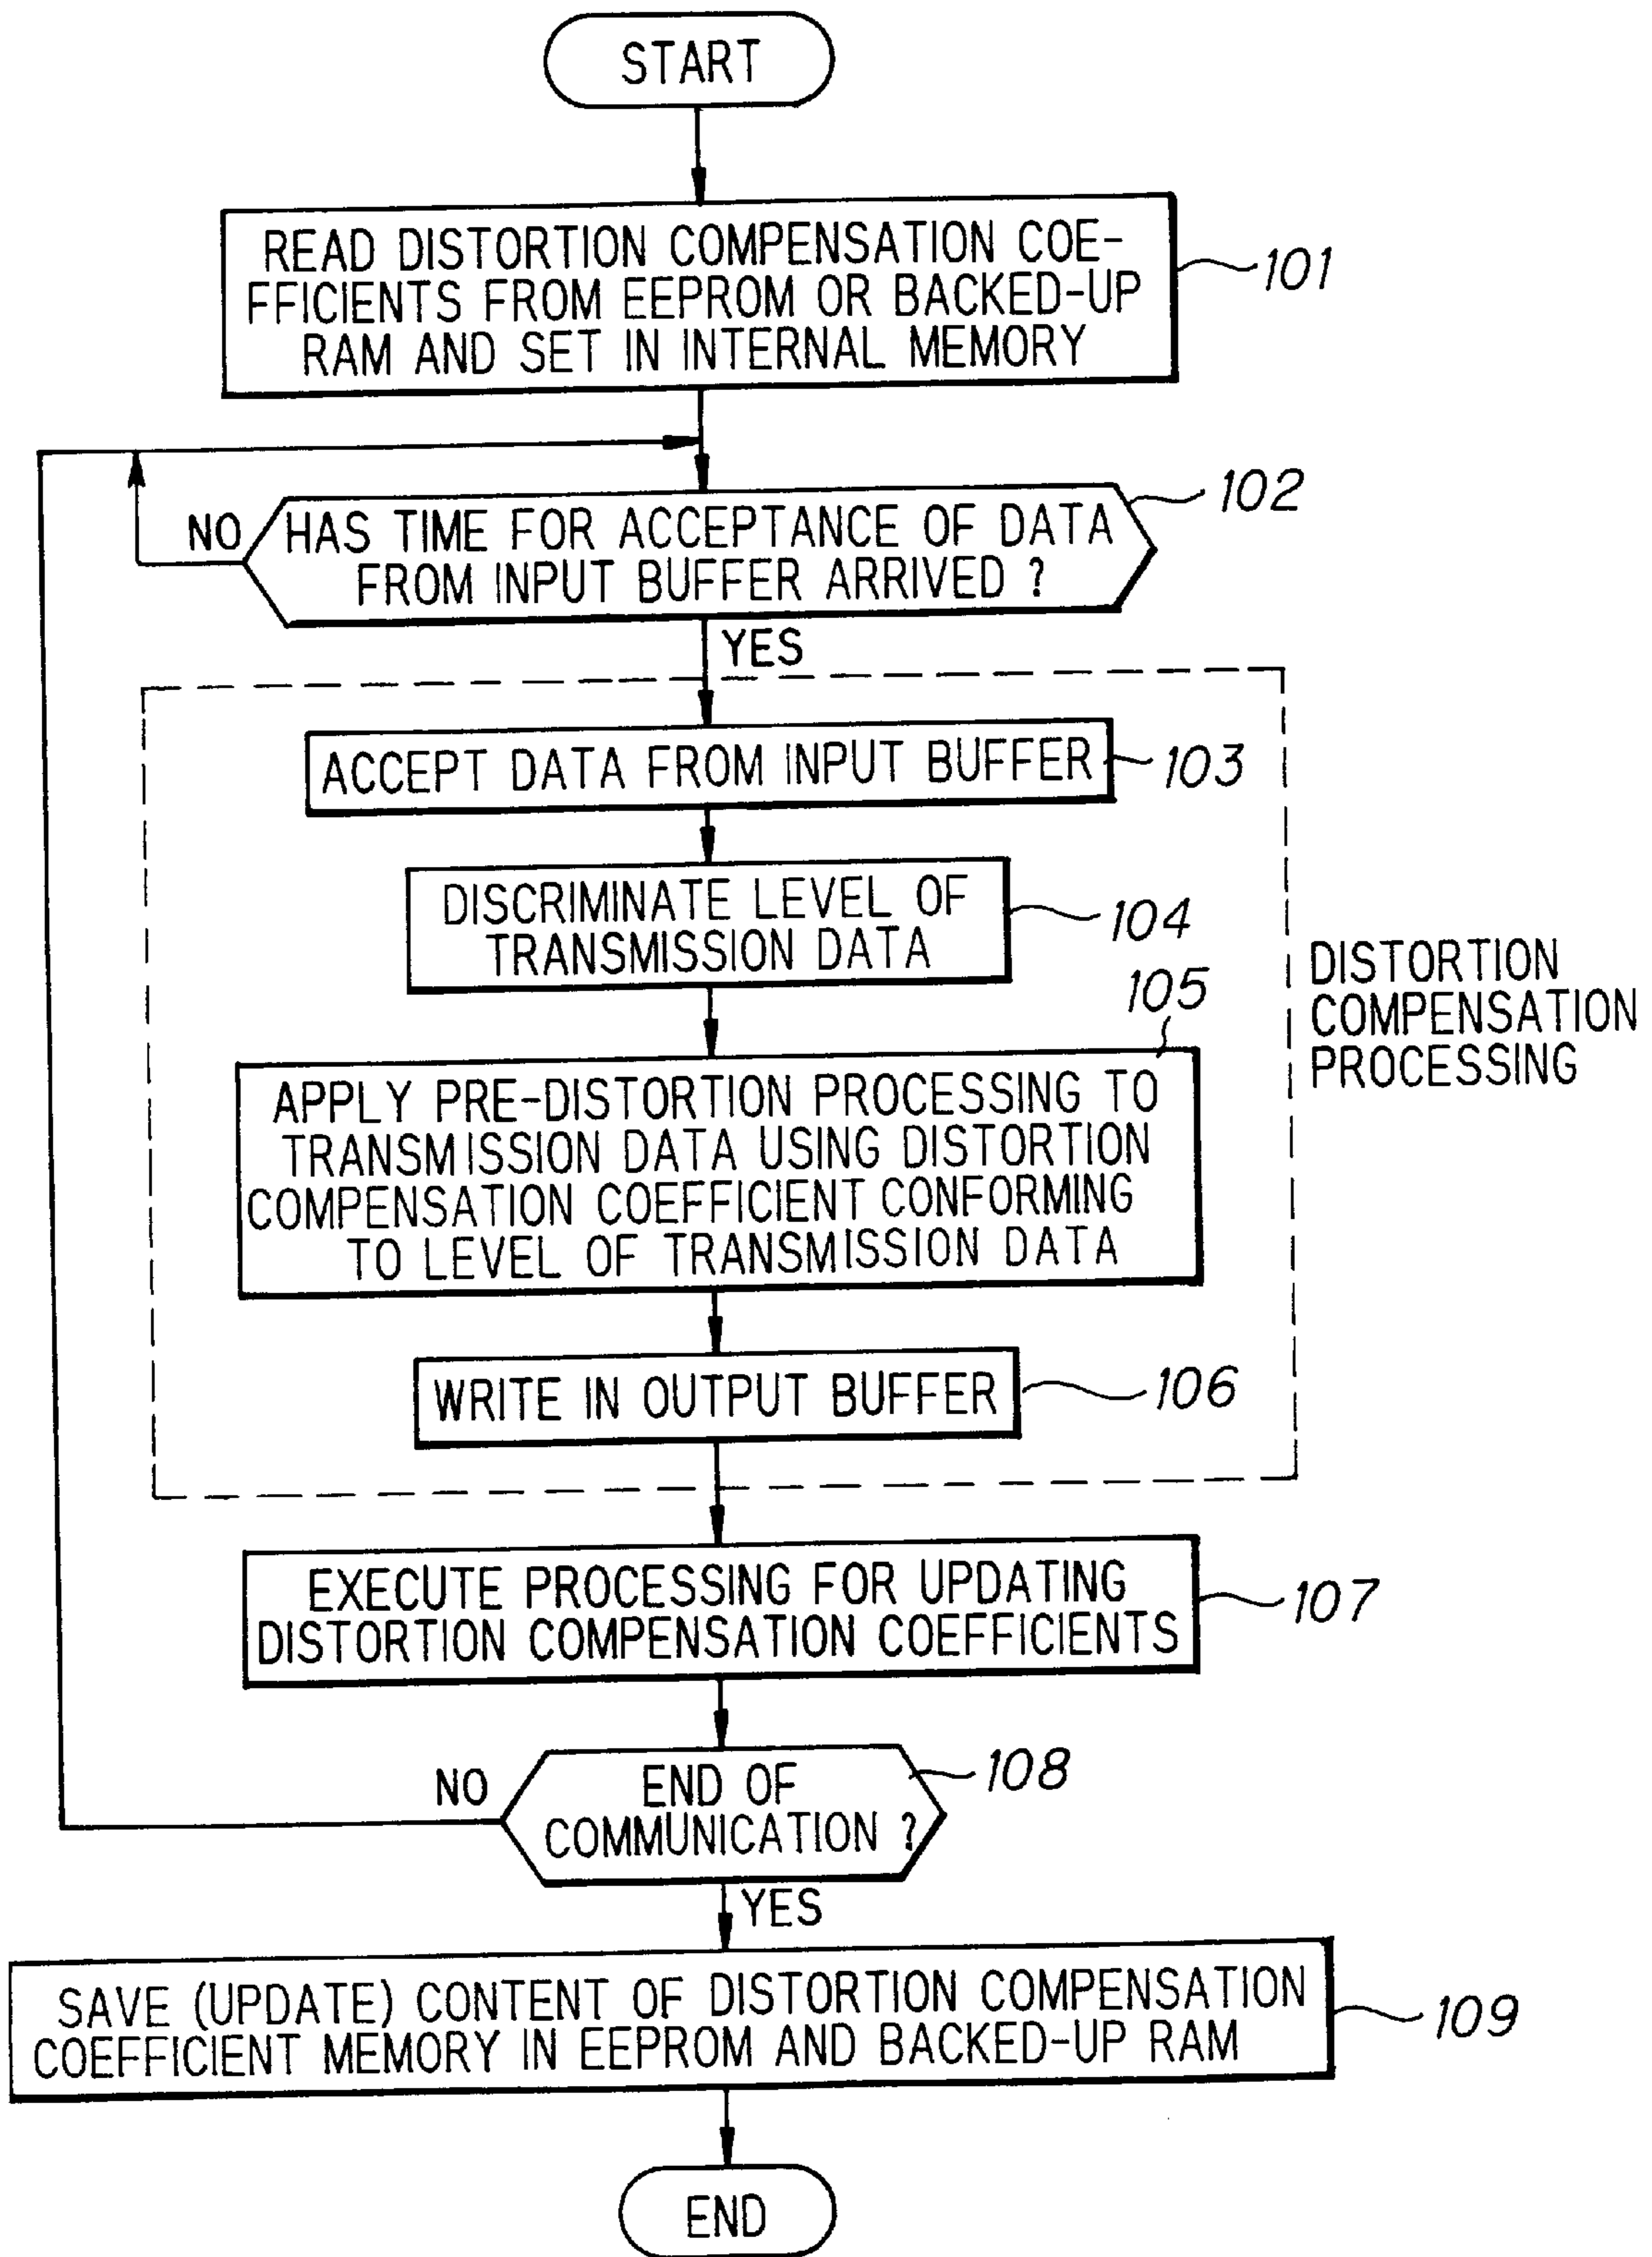 START
READ DISTORTION COMPENSATION COE-
FFICIENTS FROM EEPROM OR BACKED-UP
RAM AND SET IN INTERNAL MEMORY
101
102
NO
HAS TIME FOR ACCEPTANCE OF DATA
FROM INPUT BUFFER ARRIVED ?
YES
ACCEPT DATA FROM INPUT BUFFER
103
DISCRIMINATE LEVEL OF
TRANSMISSION DATA
104
DISTORTION
COMPENSATION
PROCESSING
105
APPLY PRE-DISTORTION PROCESSING TO
TRANSMISSION DATA USING DISTORTION
COMPENSATION COEFFICIENT CONFORMING
TO LEVEL OF TRANSMISSION DATA
WRITE IN OUTPUT BUFFER
106
EXECUTE PROCESSING FOR UPDATING
DISTORTION COMPENSATION COEFFICIENTS
107
NO
END OF
COMMUNICATION ?
108
YES
SAVE (UPDATE) CONTENT OF DISTORTION COMPENSATION
COEFFICIENT MEMORY IN EEPROM AND BACKED-UP RAM
109
END